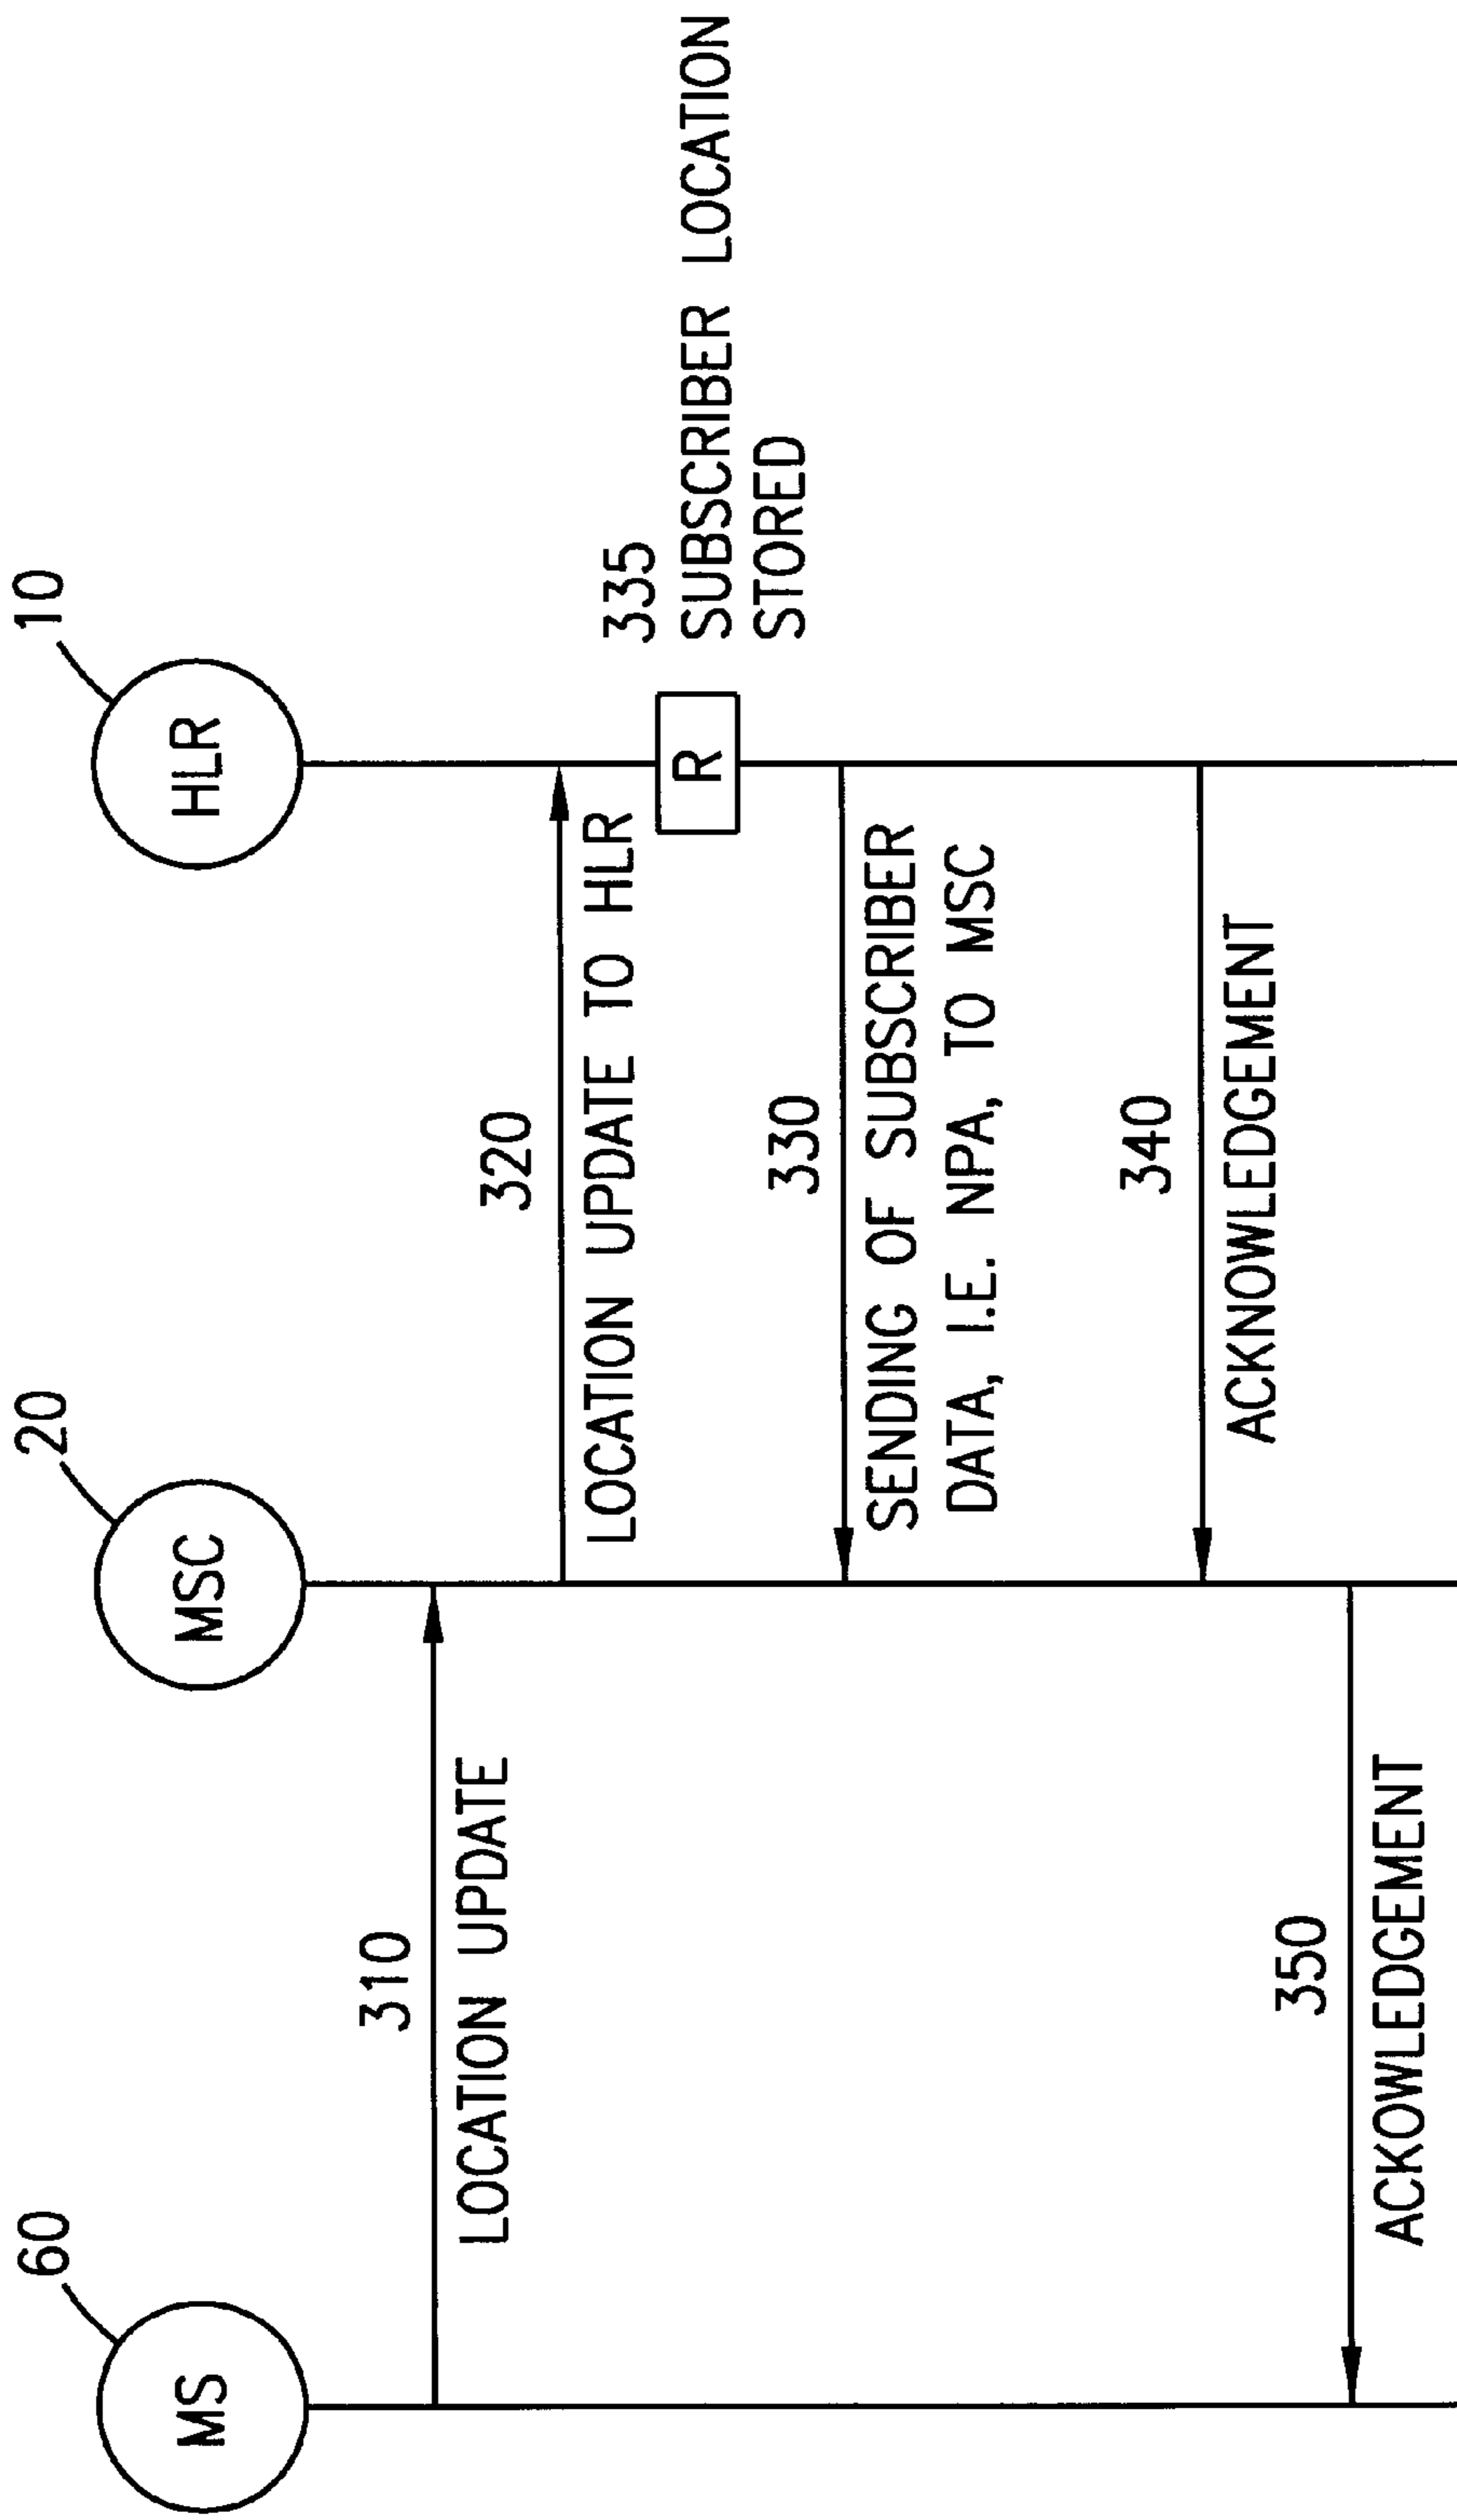 60
20
10
MS
MSC
HLR
310
LOCATION UPDATE
320
LOCATION UPDATE TO HLR
335
R
SUBSCRIBER LOCATION
STORED
330
SENDING OF SUBSCRIBER
DATA, I.E. NPA, TO MSC
340
ACKNOWLEDGEMENT
350
ACKOWLEDGEMENT